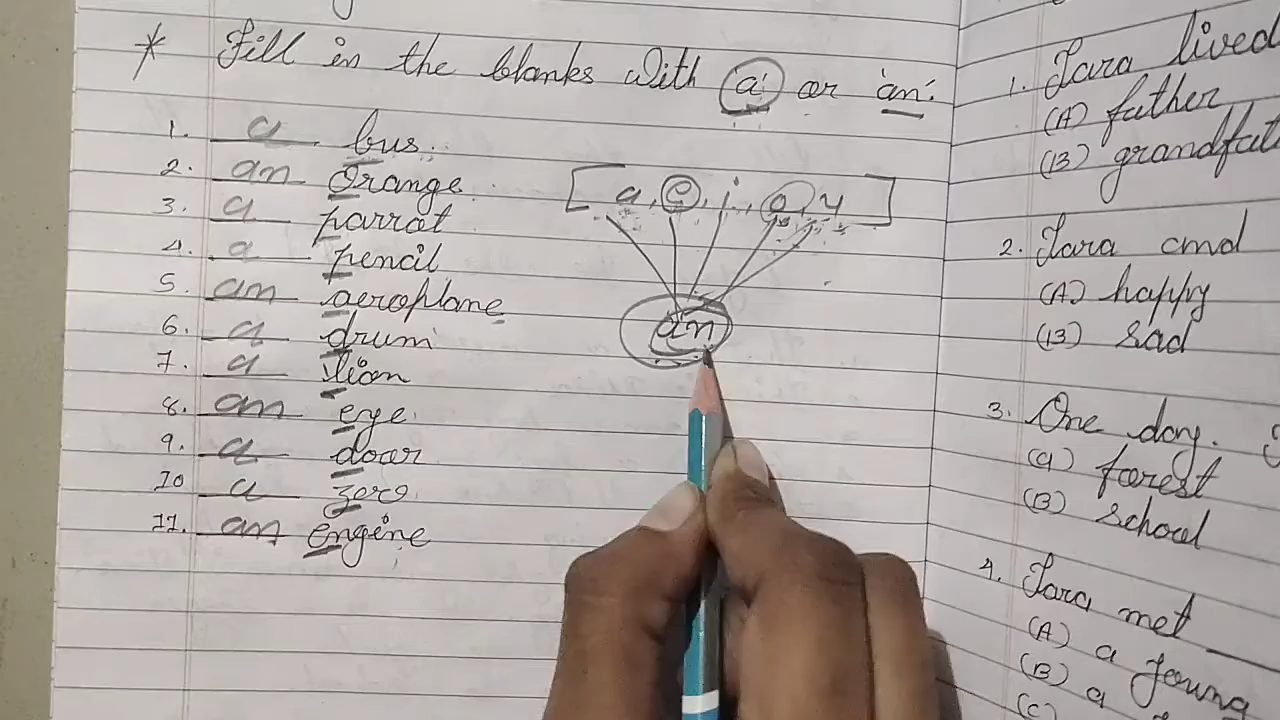 * Fill in the blanks with 'a' or 'an'.
1. a bus.
2. an Orange.
3. a parrot
4. a pencil
5. an aeroplane
6. a drum
7. a lion
8. an eye.
9. a door
10 a zero
11. an engine
[ a, e, i, o, u ]
an
1. Tara lived
(A) father
(B) grandfat
2. Tara and
(A) happy
(B) sad
3. One day.
(a) forest
(B) school
4. Tara met
(A) a young
(B) a
(C)